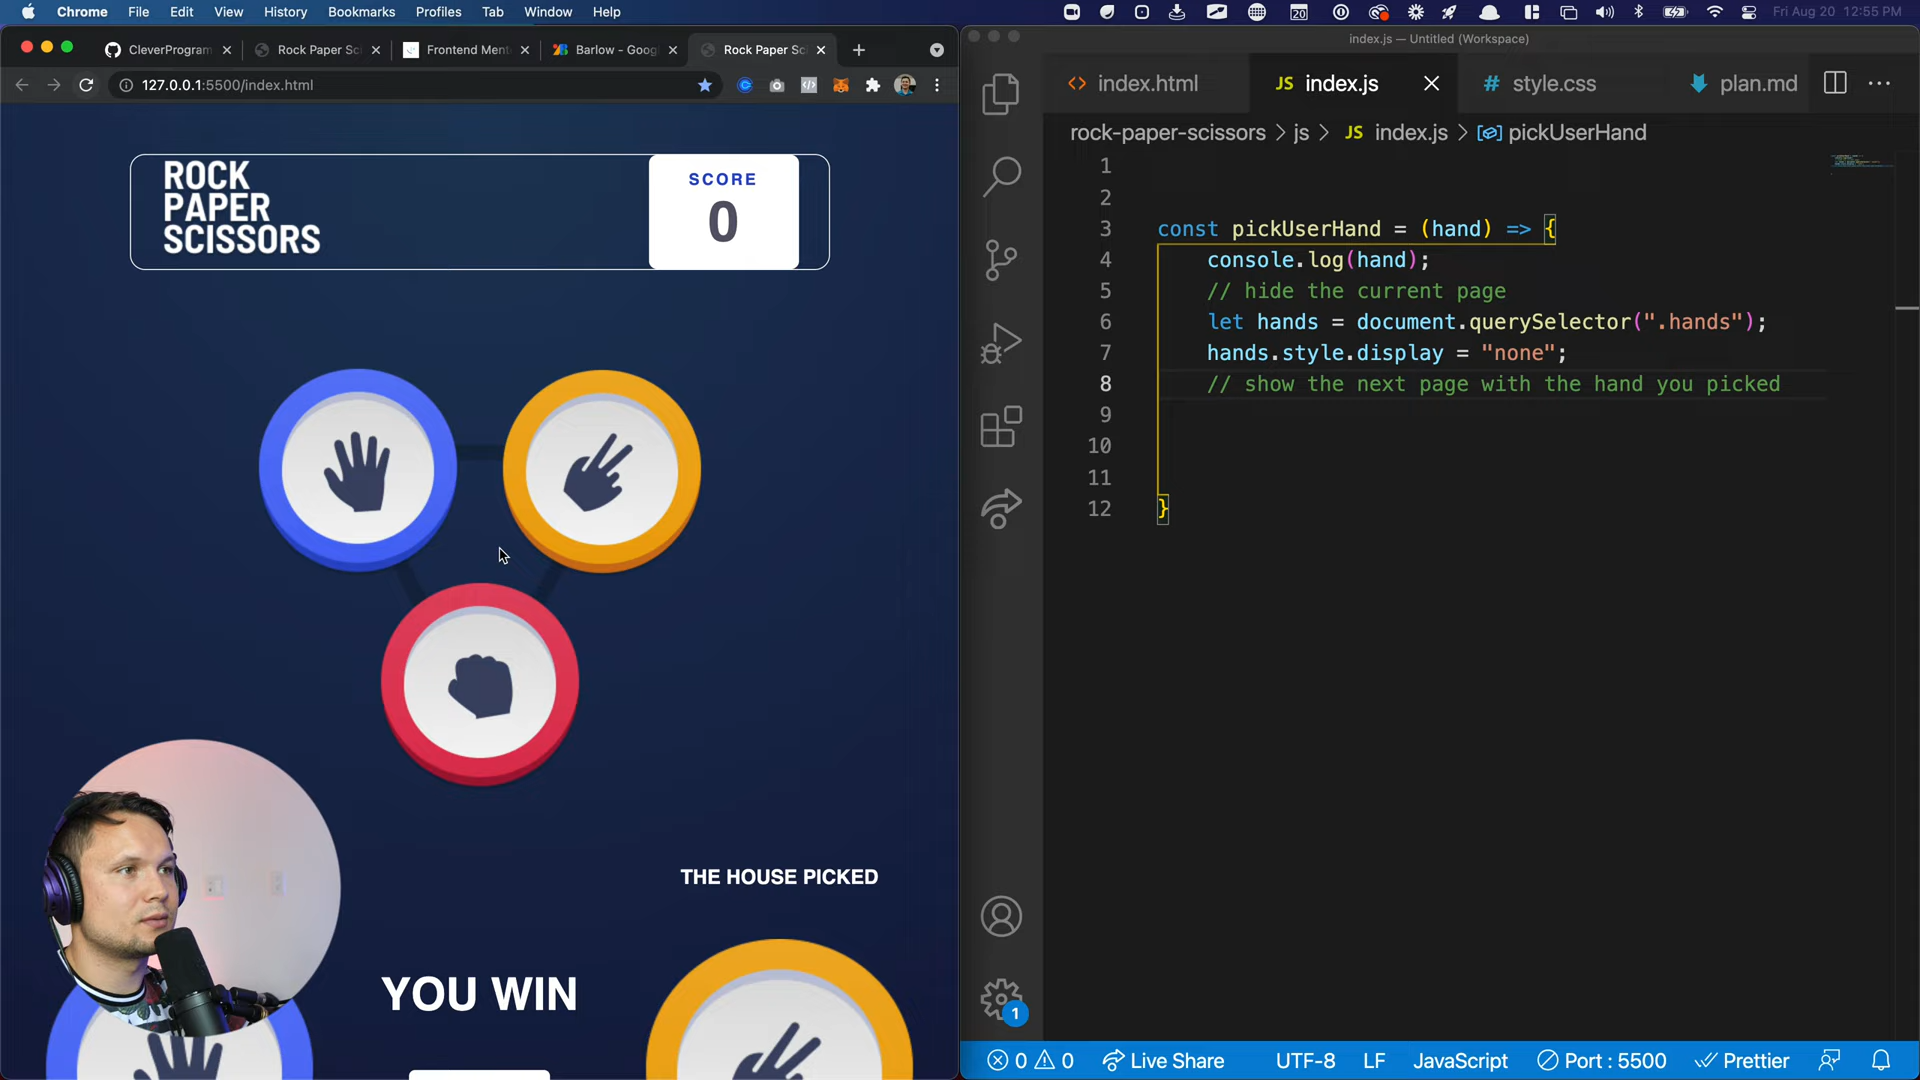 Chrome File Edit View History Bookmarks Profiles Tab Window Help
20
Fri Aug 20 12:55 PM
CleverProgram
Rock Paper Sci
Frontend Ment
Barlow - Goog
Rock Paper Sci
127.0.0.1:5500/index.html
ROCK
PAPER
SCISSORS
SCORE
0
THE HOUSE PICKED
YOU WIN
index.js — Untitled (Workspace)
<> index.html
JS index.js
# style.css
plan.md
rock-paper-scissors > js > JS index.js > pickUserHand
1
2
3 const pickUserHand = (hand) => {
4 console.log(hand);
5 // hide the current page
6 let hands = document.querySelector(".hands");
7 hands.style.display = "none";
8 // show the next page with the hand you picked
9
10
11
12 }
1
0 0 Live Share UTF-8 LF JavaScript Port : 5500 Prettier